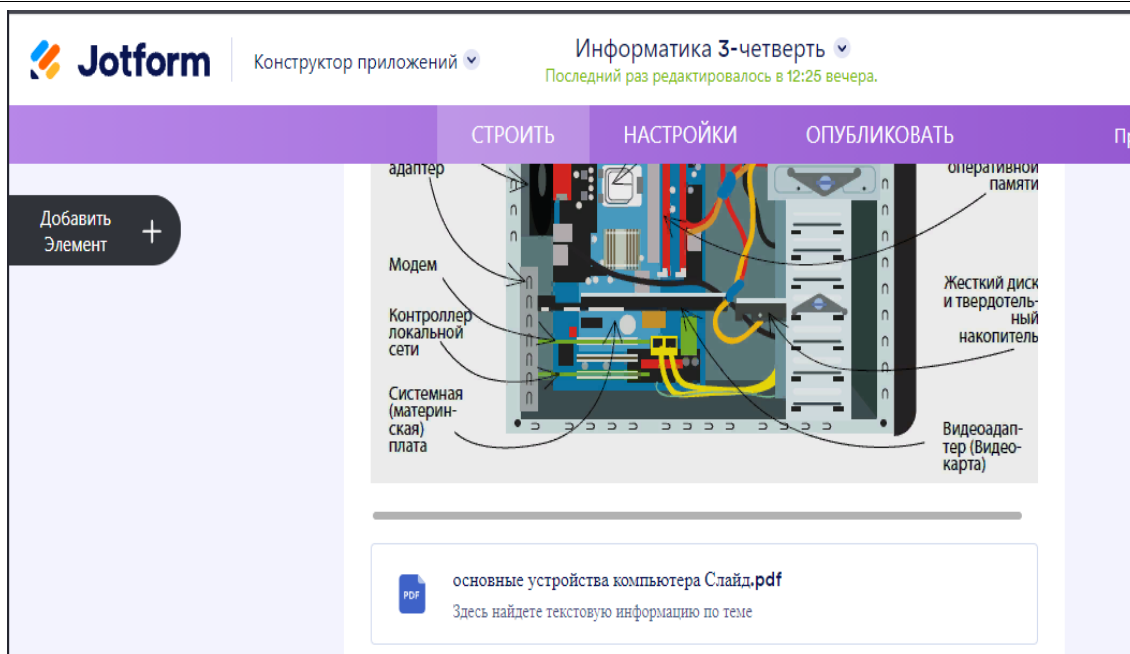 Jotform
Конструктор приложений
Информатика 3-четверть
Последний раз редактировалось в 12:25 вечера.
СТРОИТЬ
НАСТРОЙКИ
ОПУБЛИКОВАТЬ
Добавить
Элемент
адаптер
Модем
Контроллер
локальной
сети
Системная
(материн-
ская)
плата
оперативной
памяти
Жесткий диск
и твердотель-
ный
накопитель
Видеоадап-
тер (Видео-
карта)
PDF
основные устройства компьютера Слайд.pdf
Здесь найдете текстовую информацию по теме